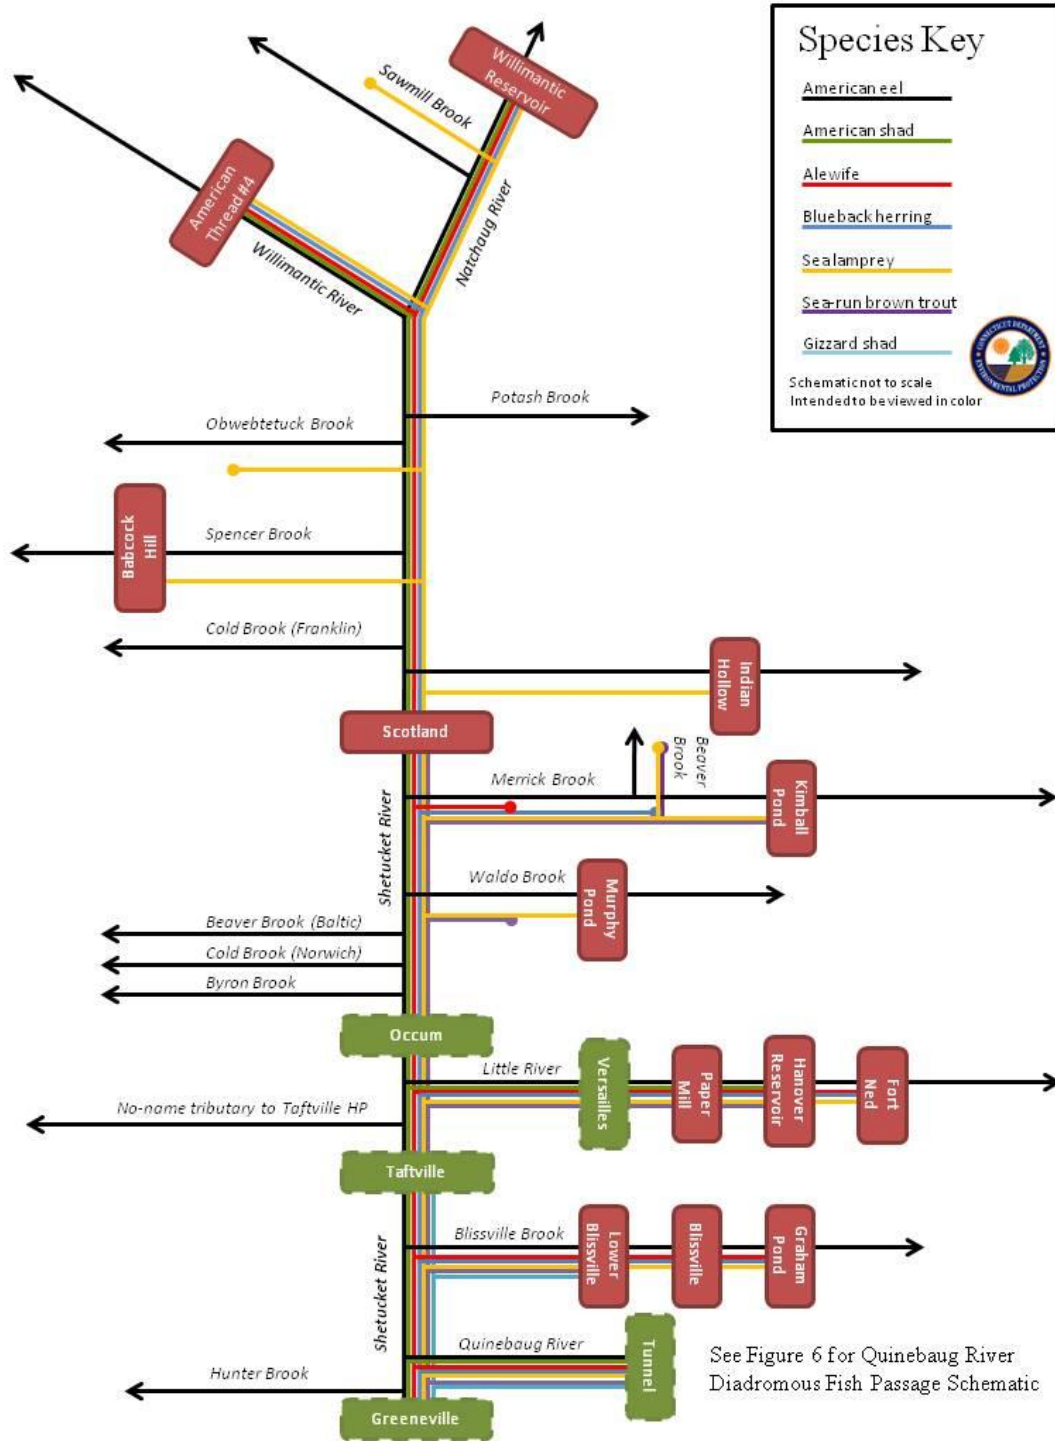 Species Key
American eel
American shad
Alewife
Blueback herring
Sea lamprey
Sea-run brown trout
Gizzard shad
Schematic not to scale
Intended to be viewed in color
CONNECTICUT DEPARTMENT
ENVIRONMENTAL PROTECTION
Willimantic
Reservoir
Sawmill Brook
American
Thread #4
Natchaug River
Willimantic River
Potash Brook
Obwebtetuck Brook
Babcock
Hill
Spencer Brook
Cold Brook (Franklin)
Indian
Hollow
Scotland
Beaver
Brook
Merrick Brook
Kimball
Pond
Shetucket River
Waldo Brook
Murphy
Pond
Beaver Brook (Baltic)
Cold Brook (Norwich)
Byron Brook
Occum
Little River
Versailles
Paper
Mill
Hanover
Reservoir
Fort
Ned
No-name tributary to Taftville HP
Taftville
Shetucket River
Blissville Brook
Lower
Blissville
Blissville
Graham
Pond
Quinebaug River
Tunnel
See Figure 6 for Quinebaug River
Diadromous Fish Passage Schematic
Hunter Brook
Greeneville